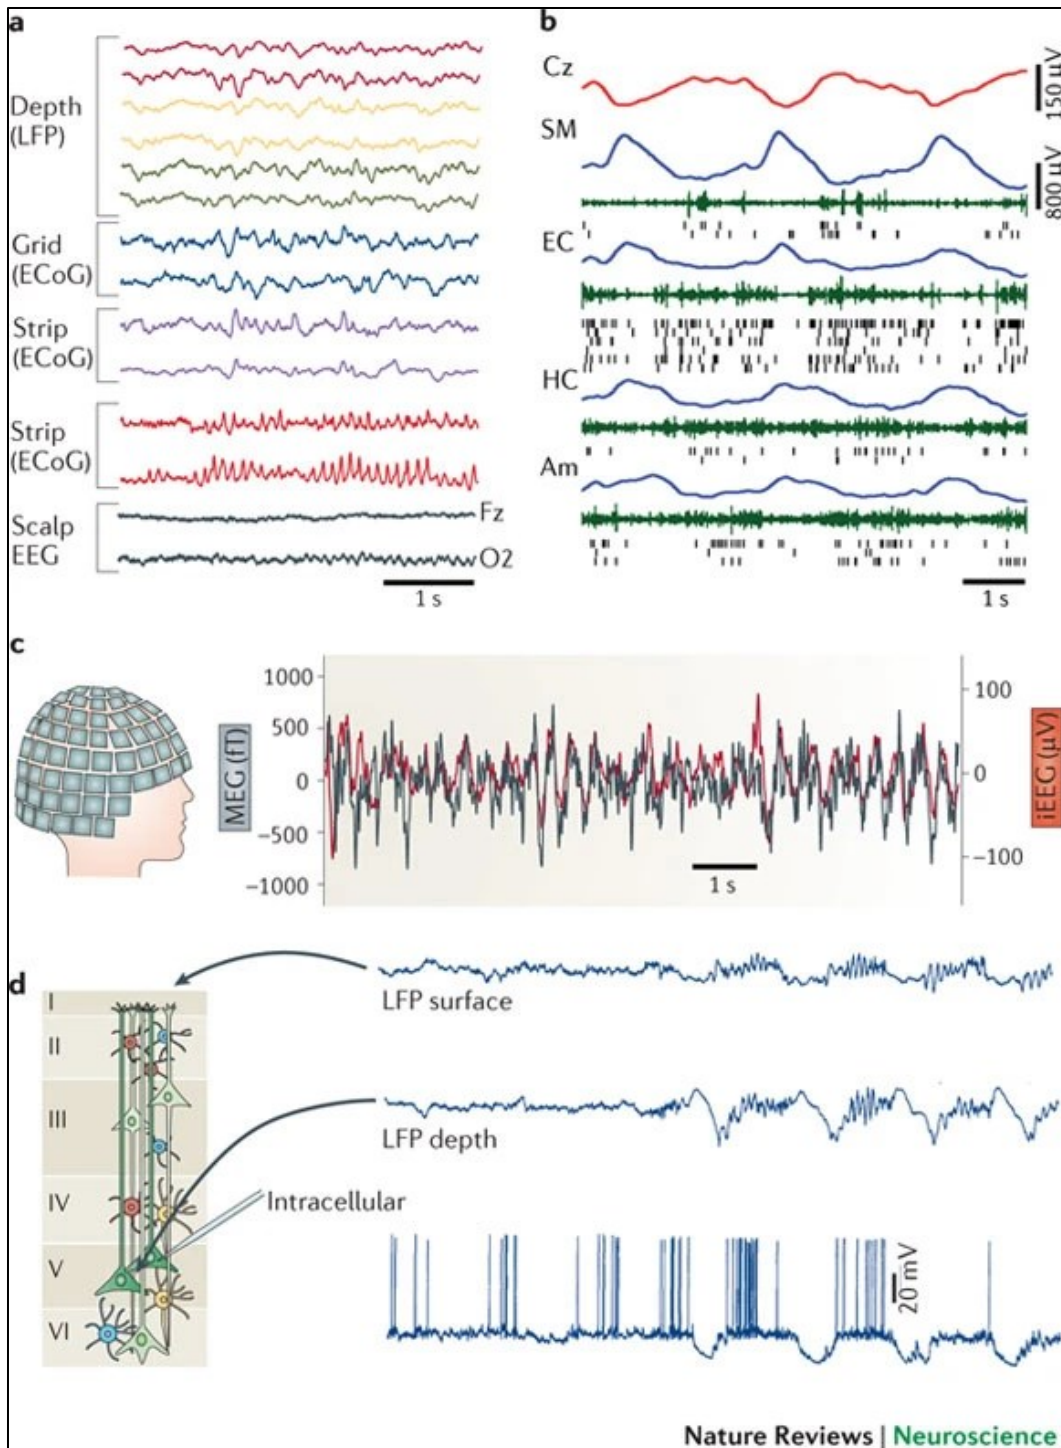 a
Depth
(LFP)
Grid
(ECoG)
Strip
(ECoG)
Strip
(ECoG)
Scalp
EEG
Fz
O2
1 s
b
Cz
150 µV
SM
800 µV
EC
HC
Am
1 s
c
MEG (fT)
1000
500
0
−500
−1000
1 s
100
0
−100
iEEG (µV)
d
I
II
III
IV
V
VI
LFP surface
LFP depth
Intracellular
20 mV
Nature Reviews | Neuroscience